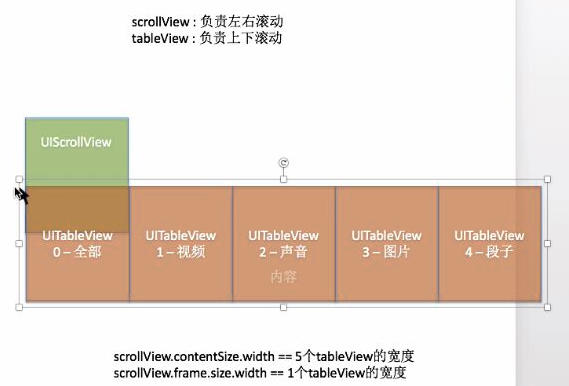 scrollView : 负责左右滚动
tableView : 负责上下滚动
UIScrollView
UITableView
0 – 全部
UITableView
1 – 视频
UITableView
2 – 声音
UITableView
3 – 图片
UITableView
4 – 段子
内容
scrollView.contentSize.width == 5个tableView的宽度
scrollView.frame.size.width == 1个tableView的宽度